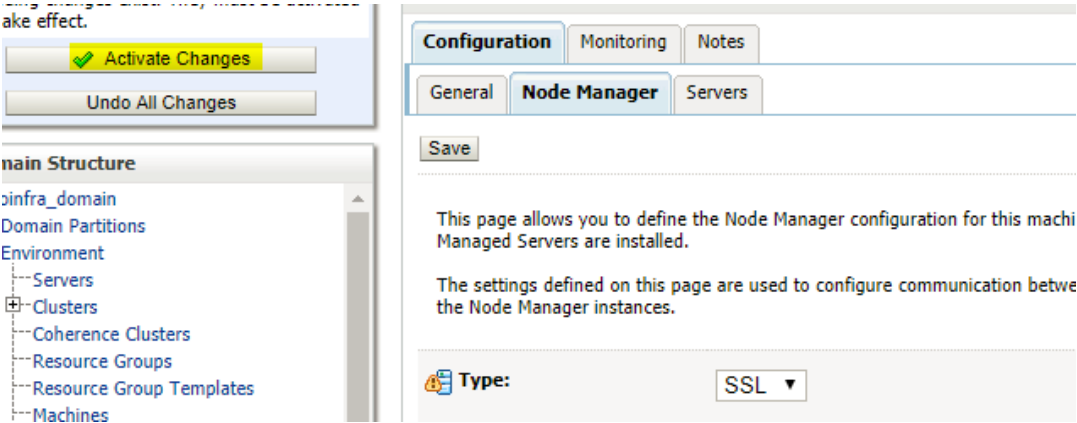 ake effect.
Activate Changes
Undo All Changes
main Structure
oinfra_domain
Domain Partitions
Environment
Servers
Clusters
Coherence Clusters
Resource Groups
Resource Group Templates
Machines
Configuration Monitoring Notes
General Node Manager Servers
Save
This page allows you to define the Node Manager configuration for this machi
Managed Servers are installed.
The settings defined on this page are used to configure communication betwe
the Node Manager instances.
Type: SSL